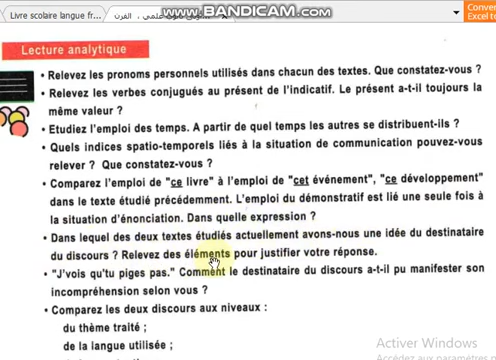 Livre scolaire langue fr
علمي ، القرن
WWW.BANDICAM.COM
Conver
Excel to
Lecture analytique
• Relevez les pronoms personnels utilisés dans chacun des textes. Que constatez-vous ?
• Relevez les verbes conjugués au présent de l'indicatif. Le présent a-t-il toujours la
même valeur ?
• Etudiez l'emploi des temps. A partir de quel temps les autres se distribuent-ils ?
• Quels indices spatio-temporels liés à la situation de communication pouvez-vous
relever ? Que constatez-vous ?
• Comparez l'emploi de "ce livre" à l'emploi de "cet événement", "ce développement"
dans le texte étudié précédemment. L'emploi du démonstratif est lié une seule fois à
la situation d'énonciation. Dans quelle expression ?
• Dans lequel des deux textes étudiés actuellement avons-nous une idée du destinataire
du discours ? Relevez des éléments pour justifier votre réponse.
• "J'vois qu'tu piges pas." Comment le destinataire du discours a-t-il pu manifester son
incompréhension selon vous ?
• Comparez les deux discours aux niveaux :
du thème traité ;
de la langue utilisée ;
Activer Windows
Accédez aux paramètres p